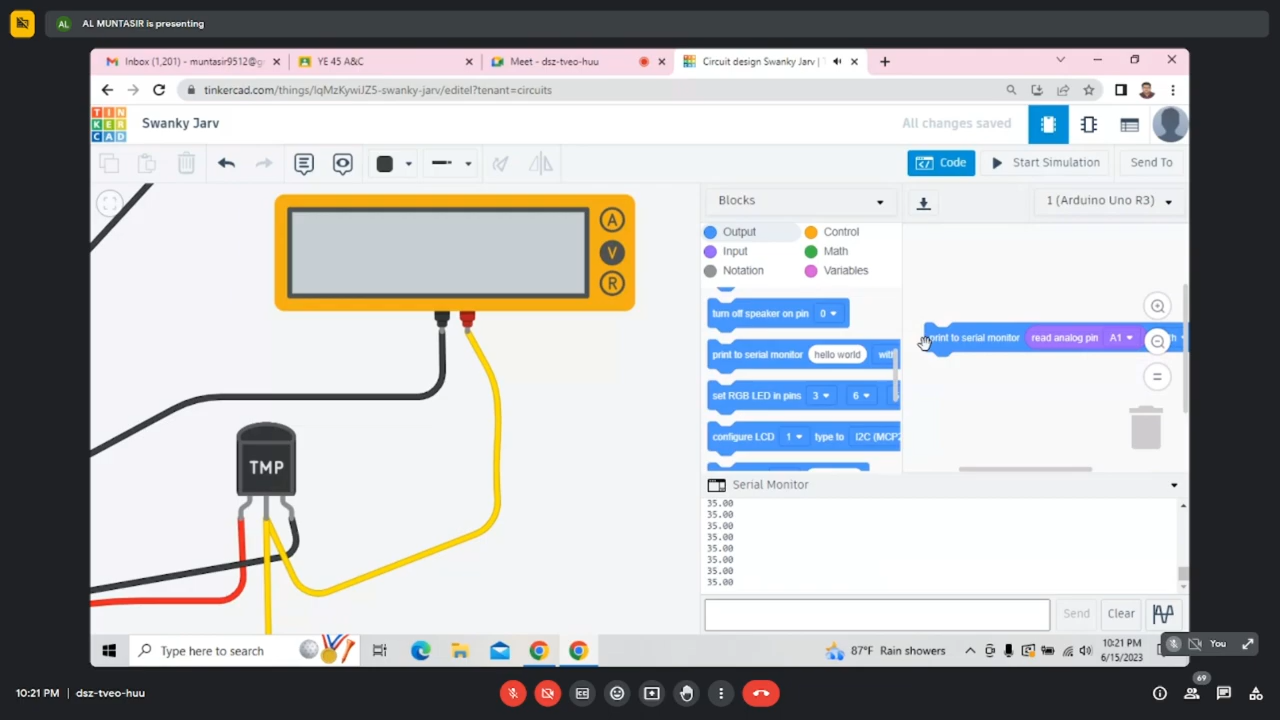 AL AL MUNTASIR is presenting
Inbox (1,201) - muntasir9512@g
YE 45 A&C
Meet - dsz-tveo-huu
Circuit design Swanky Jarv |
tinkercad.com/things/lqMzKywiJZ5-swanky-jarv/editel?tenant=circuits
TIN
KER
CAD
Swanky Jarv
All changes saved
Code
Start Simulation
Send To
Blocks
1 (Arduino Uno R3)
Output
Control
Input
Math
Notation
Variables
A
V
R
turn off speaker on pin 0
print to serial monitor hello world
set RGB LED in pins 3 6
configure LCD 1 type to I2C (MCP2
print to serial monitor read analog pin A1
TMP
Serial Monitor
35.00
35.00
35.00
35.00
35.00
35.00
35.00
35.00
Send
Clear
Type here to search
87°F Rain showers
10:21 PM
6/15/2023
You
10:21 PM | dsz-tveo-huu
69